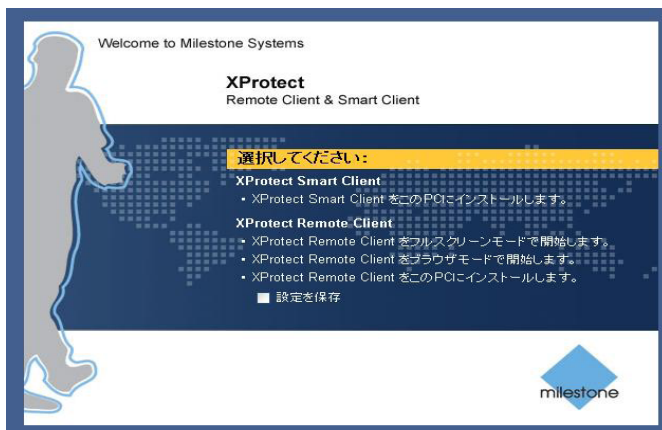 Welcome to Milestone Systems
XProtect
Remote Client & Smart Client
選択してください:
XProtect Smart Client
• XProtect Smart Client をこのPCにインストールします。
XProtect Remote Client
• XProtect Remote Client をフルスクリーンモードで開始します。
• XProtect Remote Client をブラウザモードで開始します。
• XProtect Remote Client をこのPCにインストールします。
設定を保存
milestone